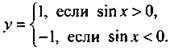 y = { 1, если sin x > 0,
-1, если sin x < 0.